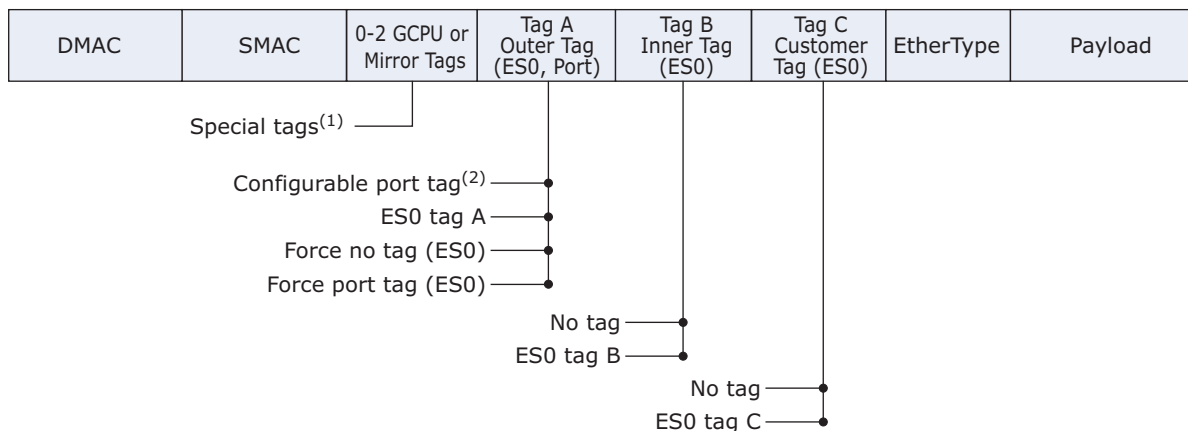 DMAC
SMAC
0-2 GCPU or
Mirror Tags
Tag A
Outer Tag
(ES0, Port)
Tag B
Inner Tag
(ES0)
Tag C
Customer
Tag (ES0)
EtherType
Payload
Special tags(1)
Configurable port tag(2)
ES0 tag A
Force no tag (ES0)
Force port tag (ES0)
No tag
ES0 tag B
No tag
ES0 tag C